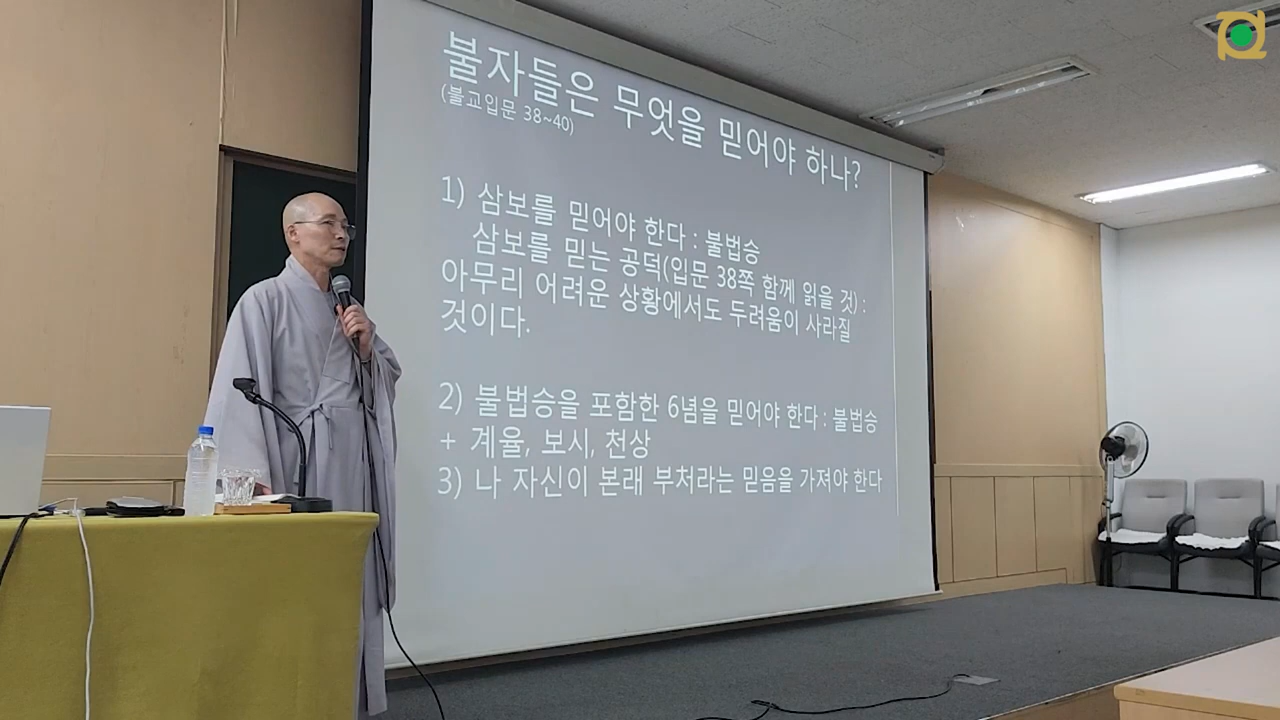 불자들은 무엇을 믿어야 하나?
(불교입문 38~40)
1) 삼보를 믿어야 한다 : 불법승
삼보를 믿는 공덕(입문 38쪽 함께 읽을 것) :
아무리 어려운 상황에서도 두려움이 사라질
것이다.
2) 불법승을 포함한 6념을 믿어야 한다 : 불법승
+ 계율, 보시, 천상
3) 나 자신이 본래 부처라는 믿음을 가져야 한다